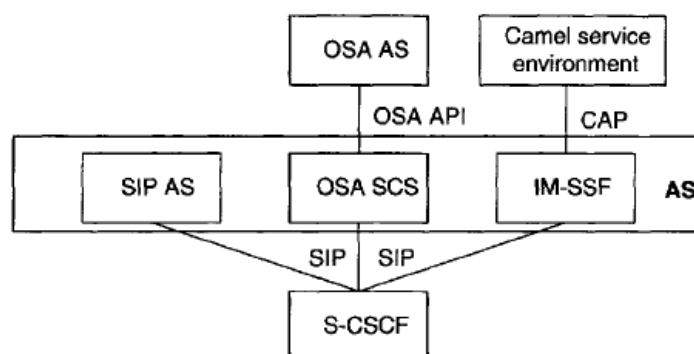 OSA AS
Camel service
environment
OSA API
CAP
SIP AS
OSA SCS
IM-SSF
AS
SIP
SIP
S-CSCF